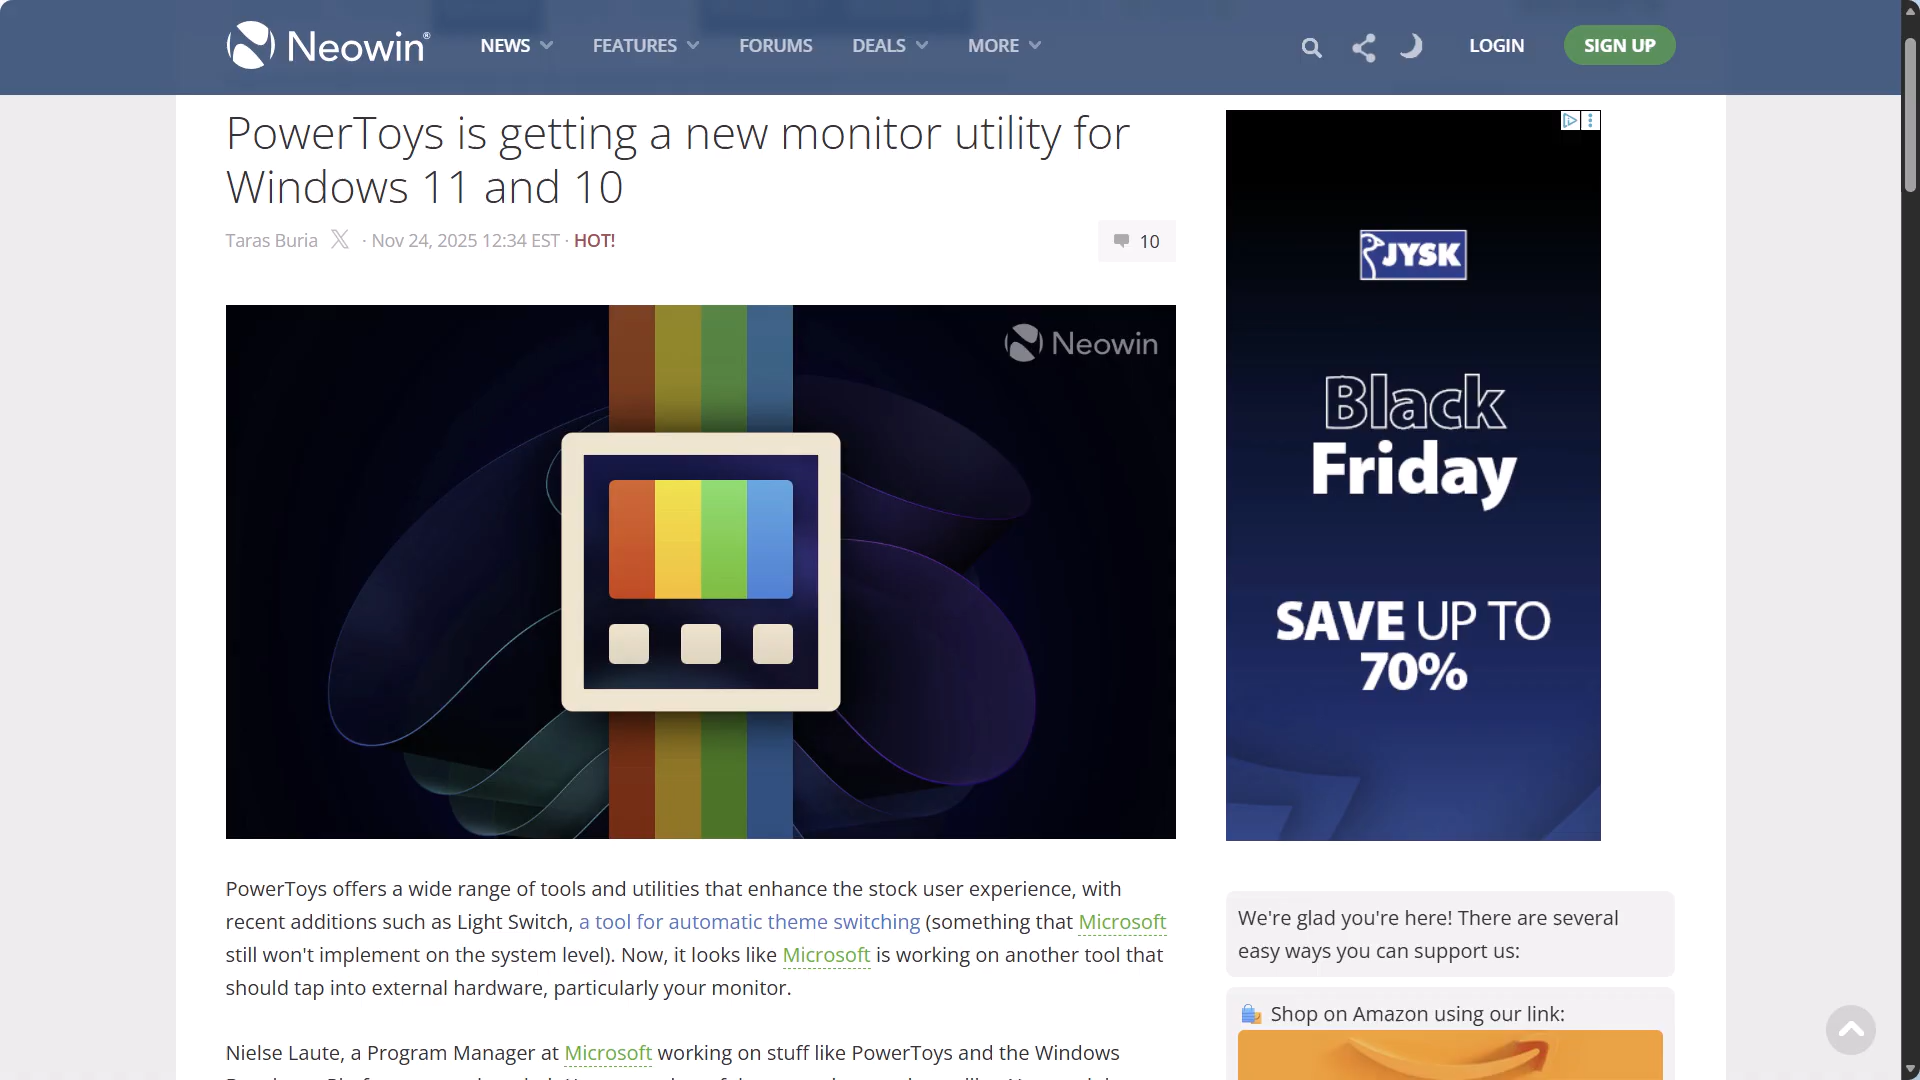 Neowin®
NEWS FEATURES FORUMS DEALS MORE LOGIN SIGN UP
PowerToys is getting a new monitor utility for
Windows 11 and 10
Taras Buria · Nov 24, 2025 12:34 EST · HOT!
10
Neowin
PowerToys offers a wide range of tools and utilities that enhance the stock user experience, with
recent additions such as Light Switch, a tool for automatic theme switching (something that Microsoft
still won't implement on the system level). Now, it looks like Microsoft is working on another tool that
should tap into external hardware, particularly your monitor.
Nielse Laute, a Program Manager at Microsoft working on stuff like PowerToys and the Windows
JYSK
Black
Friday
SAVE UP TO
70%
We're glad you're here! There are several
easy ways you can support us:
Shop on Amazon using our link: